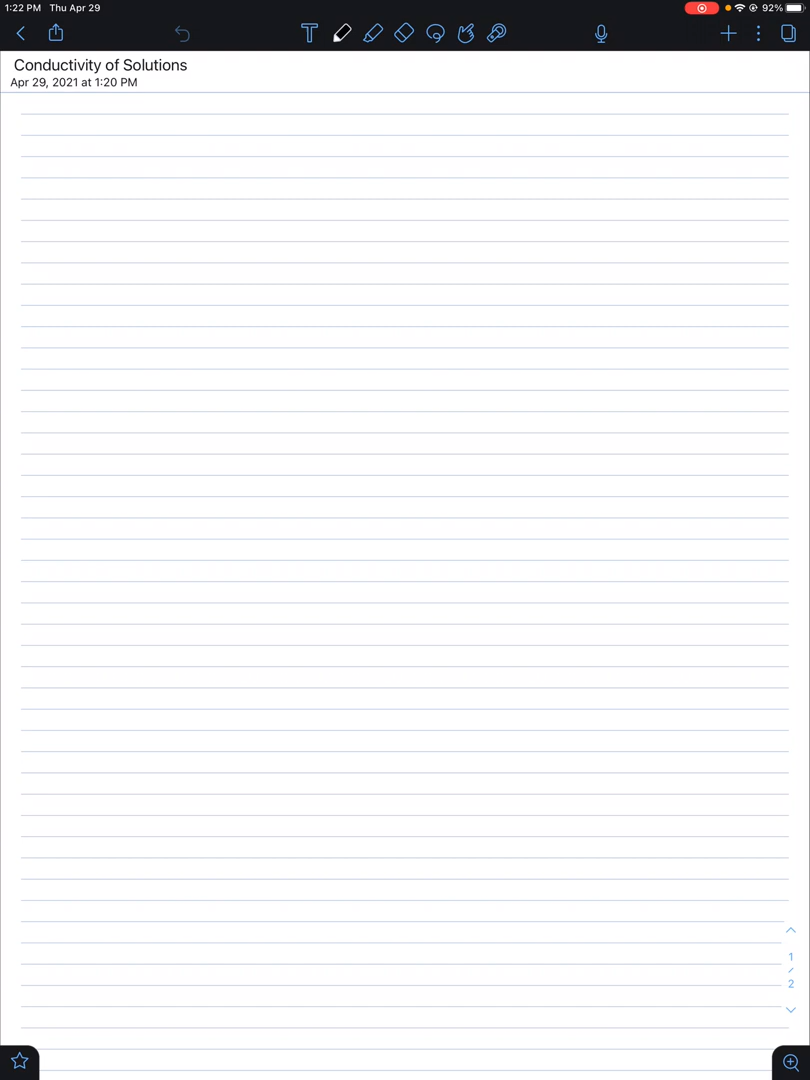 1:22 PM Thu Apr 29 92%
T
Conductivity of Solutions
Apr 29, 2021 at 1:20 PM
1
/
2